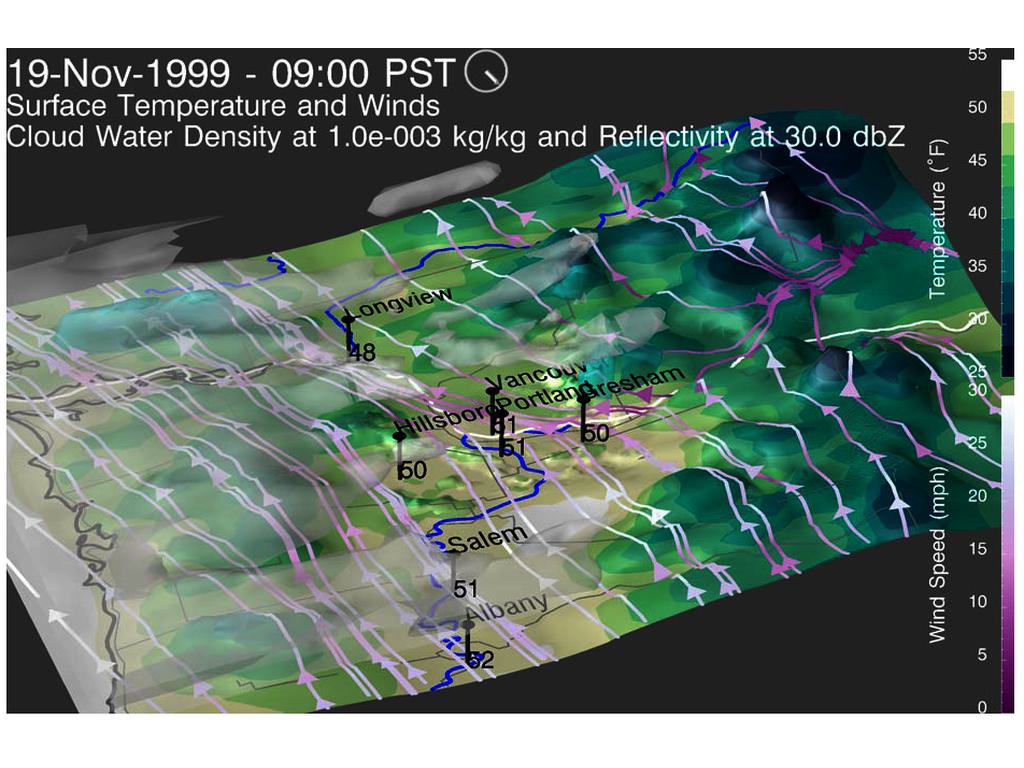 19-Nov-1999 - 09:00 PST
Surface Temperature and Winds
Cloud Water Density at 1.0e-003 kg/kg and Reflectivity at 30.0 dbZ
55
50
45
40
35
30
25
Temperature (°F)
30
25
20
15
10
5
0
Wind Speed (mph)
Longview
48
Vancouv
Portland
Gresham
51
50
Hillsboro
50
Salem
51
Albany
52